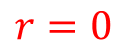 r = 0